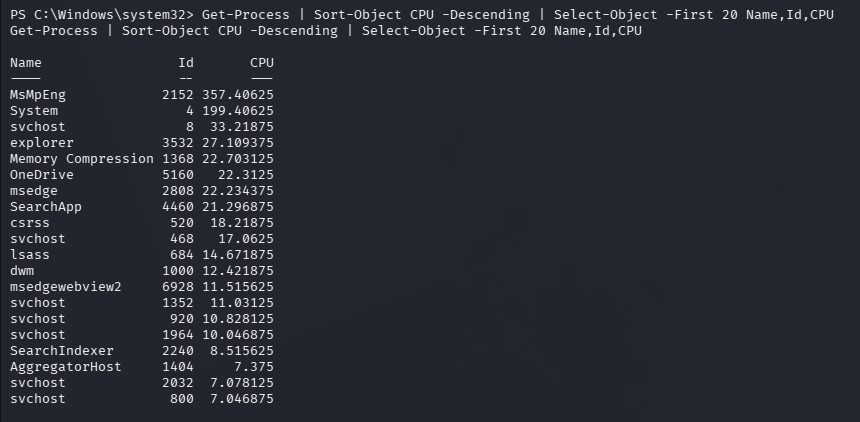 PS C:\Windows\system32> Get-Process | Sort-Object CPU -Descending | Select-Object -First 20 Name,Id,CPU
Get-Process | Sort-Object CPU -Descending | Select-Object -First 20 Name,Id,CPU
Name                 Id       CPU
----                 --       ---
MsMpEng            2152 357.40625
System                4 199.40625
svchost               8  33.21875
explorer           3532 27.109375
Memory Compression 1368 22.703125
OneDrive           5160   22.3125
msedge             2808 22.234375
SearchApp          4460 21.296875
csrss               520  18.21875
svchost             468   17.0625
lsass               684 14.671875
dwm                1000 12.421875
msedgewebview2     6928 11.515625
svchost            1352  11.03125
svchost             920 10.828125
svchost            1964 10.046875
SearchIndexer      2240  8.515625
AggregatorHost     1404     7.375
svchost            2032  7.078125
svchost             800  7.046875